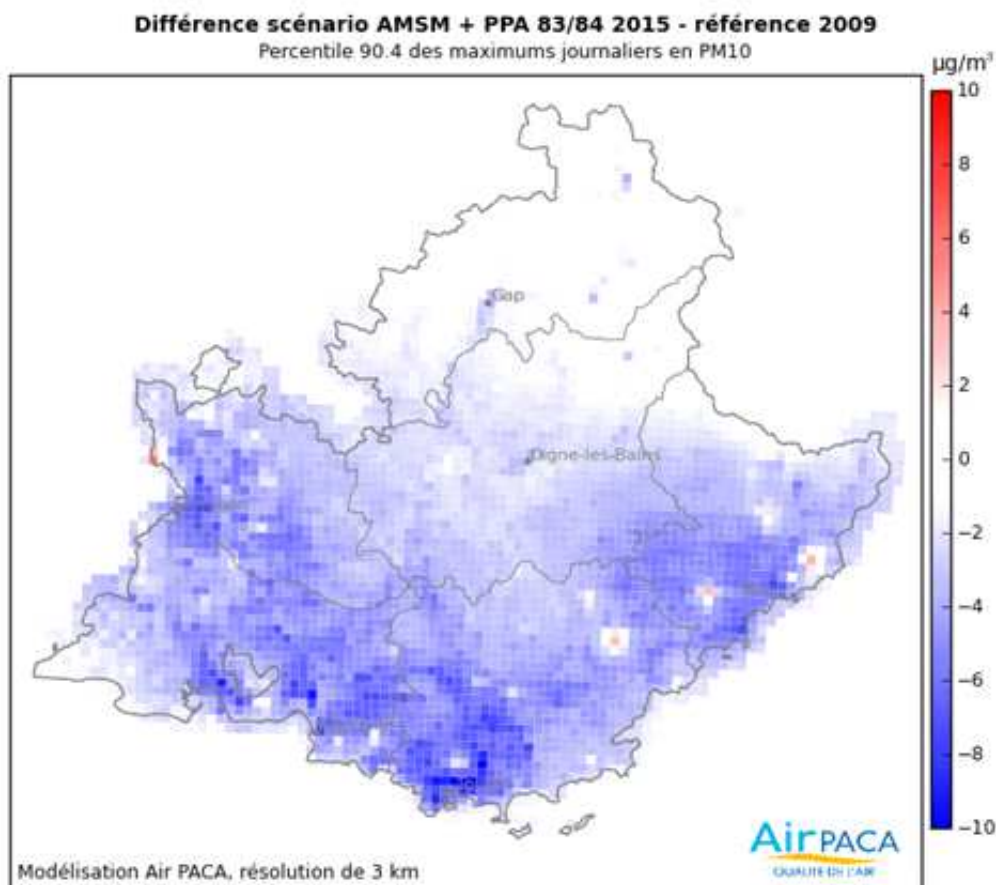 Différence scénario AMSM + PPA 83/84 2015 - référence 2009
Percentile 90.4 des maximums journaliers en PM10
µg/m³
10
8
6
4
2
0
−2
−4
−6
−8
−10
Gap
Digne-les-Bains
Air PACA
QUALITÉ DE L'AIR
Modélisation Air PACA, résolution de 3 km